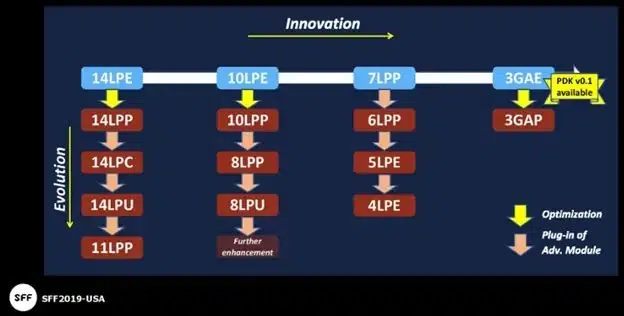 Innovation
14LPE
10LPE
7LPP
3GAE
PDK v0.1
available
14LPP
10LPP
6LPP
3GAP
14LPC
8LPP
5LPE
14LPU
8LPU
4LPE
11LPP
Further
enhancement
Evolution
Optimization
Plug-in of
Adv. Module
SFF
SFF2019-USA